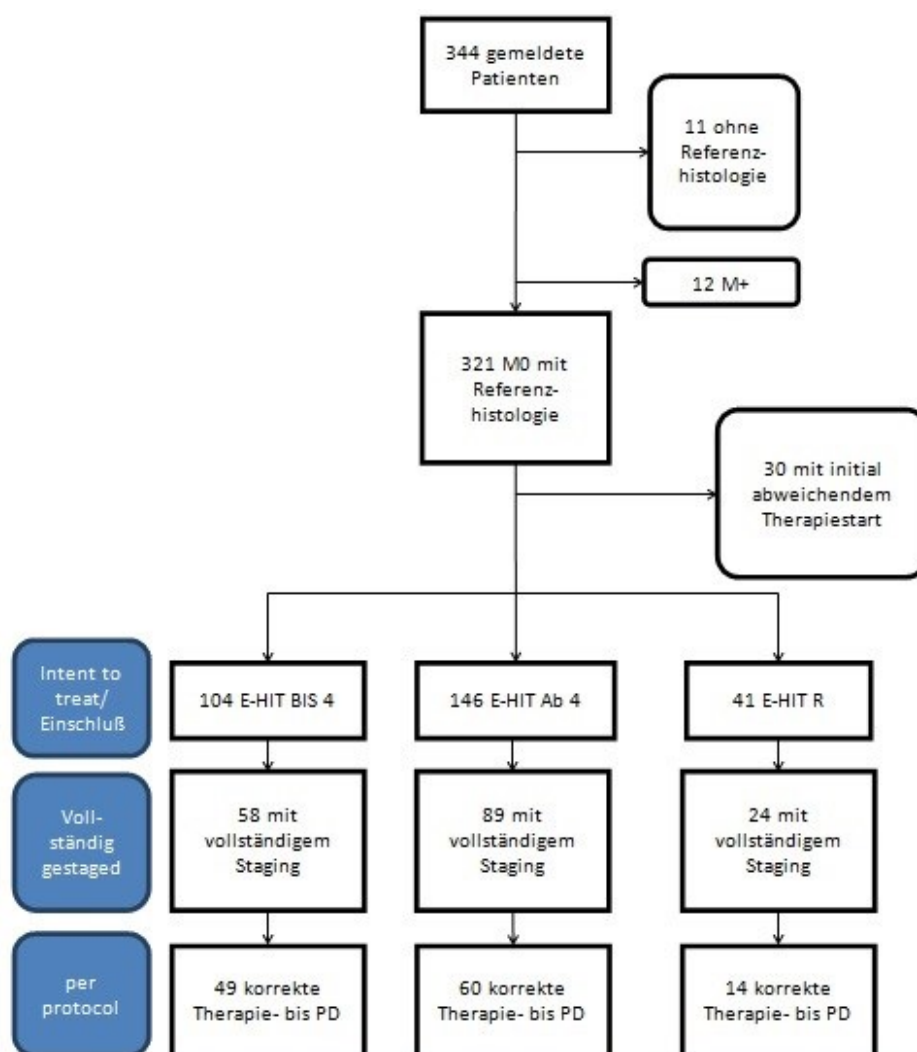 344 gemeldete
Patienten
11 ohne
Referenz-
histologie
12 M+
321 M0 mit
Referenz-
histologie
30 mit initial
abweichendem
Therapiestart
Intent to
treat/
Einschluß
104 E-HIT BIS 4
146 E-HIT Ab 4
41 E-HIT R
Voll-
ständig
gestaged
58 mit
vollständigem
Staging
89 mit
vollständigem
Staging
24 mit
vollständigem
Staging
per
protocol
49 korrekte
Therapie- bis PD
60 korrekte
Therapie- bis PD
14 korrekte
Therapie- bis PD